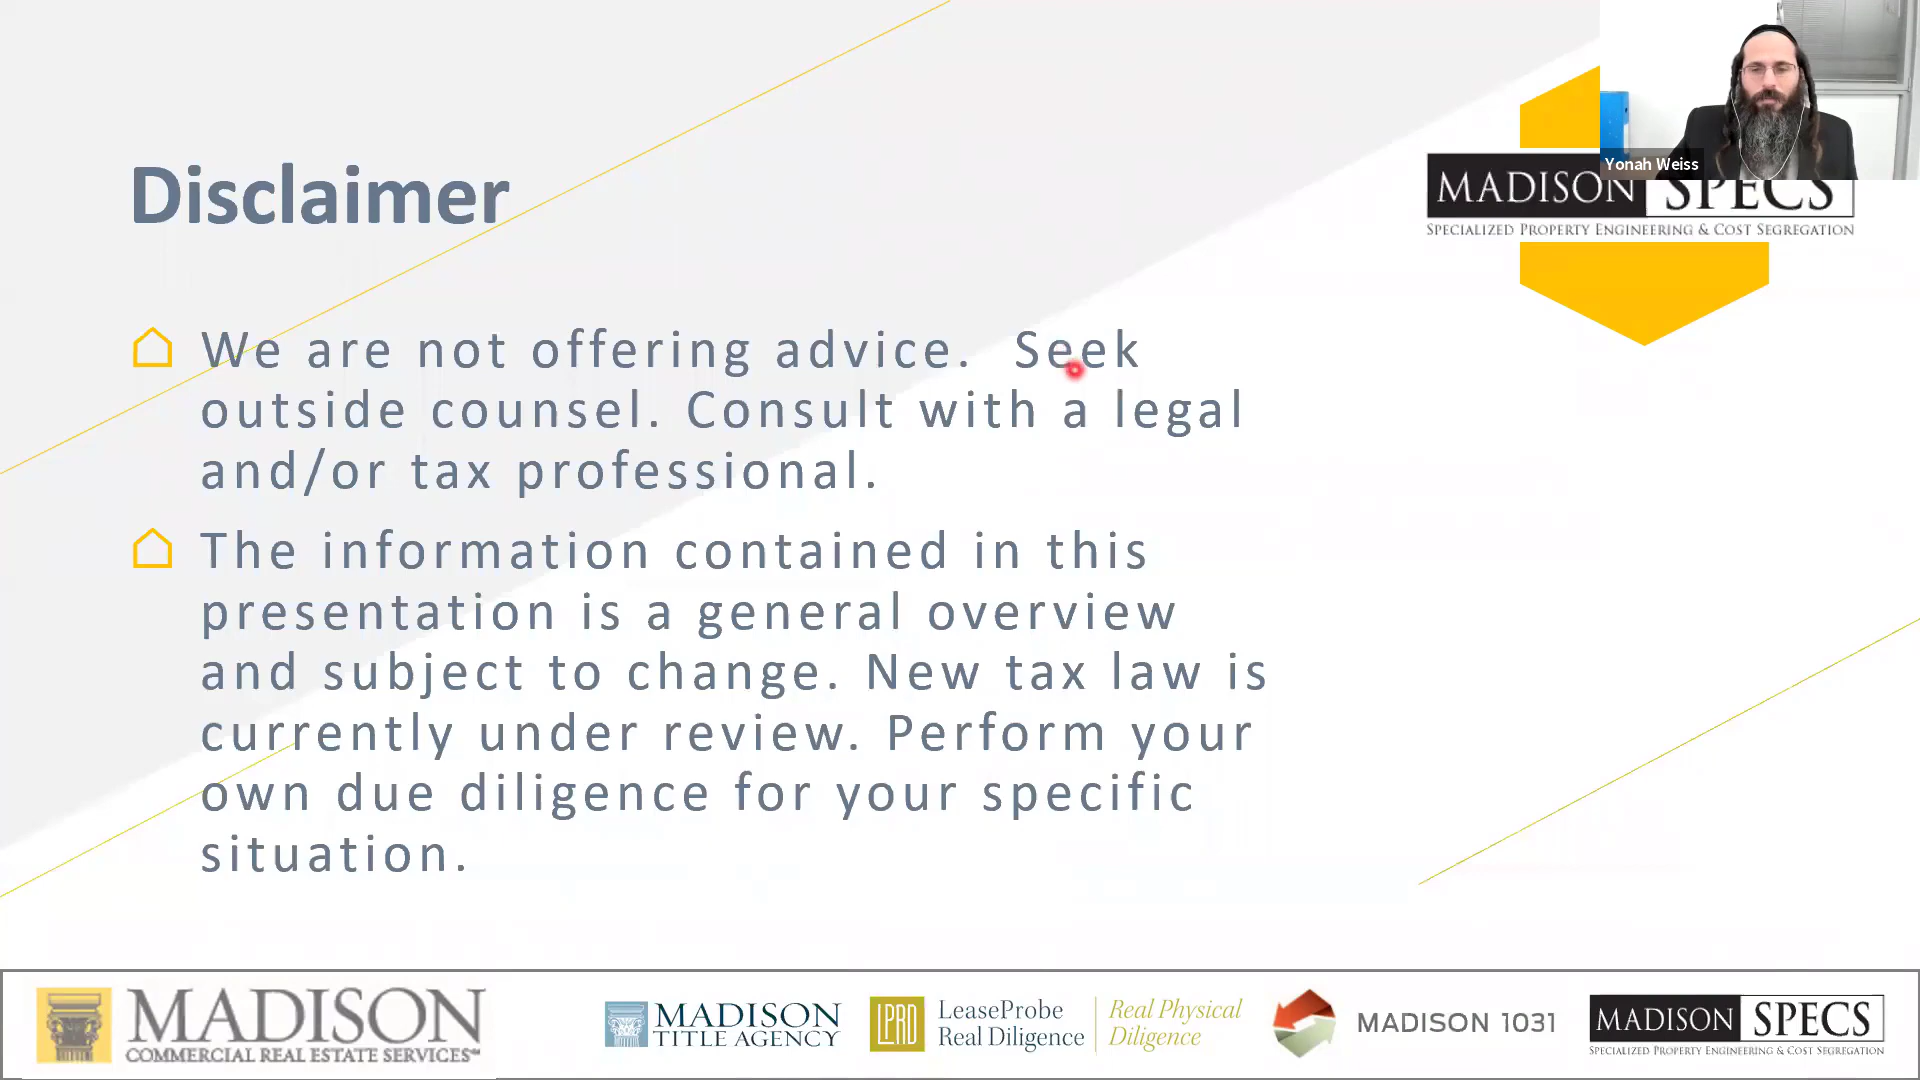 Yonah Weiss
MADISON SPECS
SPECIALIZED PROPERTY ENGINEERING & COST SEGREGATION
Disclaimer
We are not offering advice.  Seek
outside counsel. Consult with a legal
and/or tax professional.
The information contained in this
presentation is a general overview
and subject to change. New tax law is
currently under review. Perform your
own due diligence for your specific
situation.
MADISON
COMMERCIAL REAL ESTATE SERVICES℠
MADISON
TITLE AGENCY
LPRD
LeaseProbe
Real Diligence
Real Physical
Diligence
MADISON 1031
MADISON SPECS
SPECIALIZED PROPERTY ENGINEERING & COST SEGREGATION